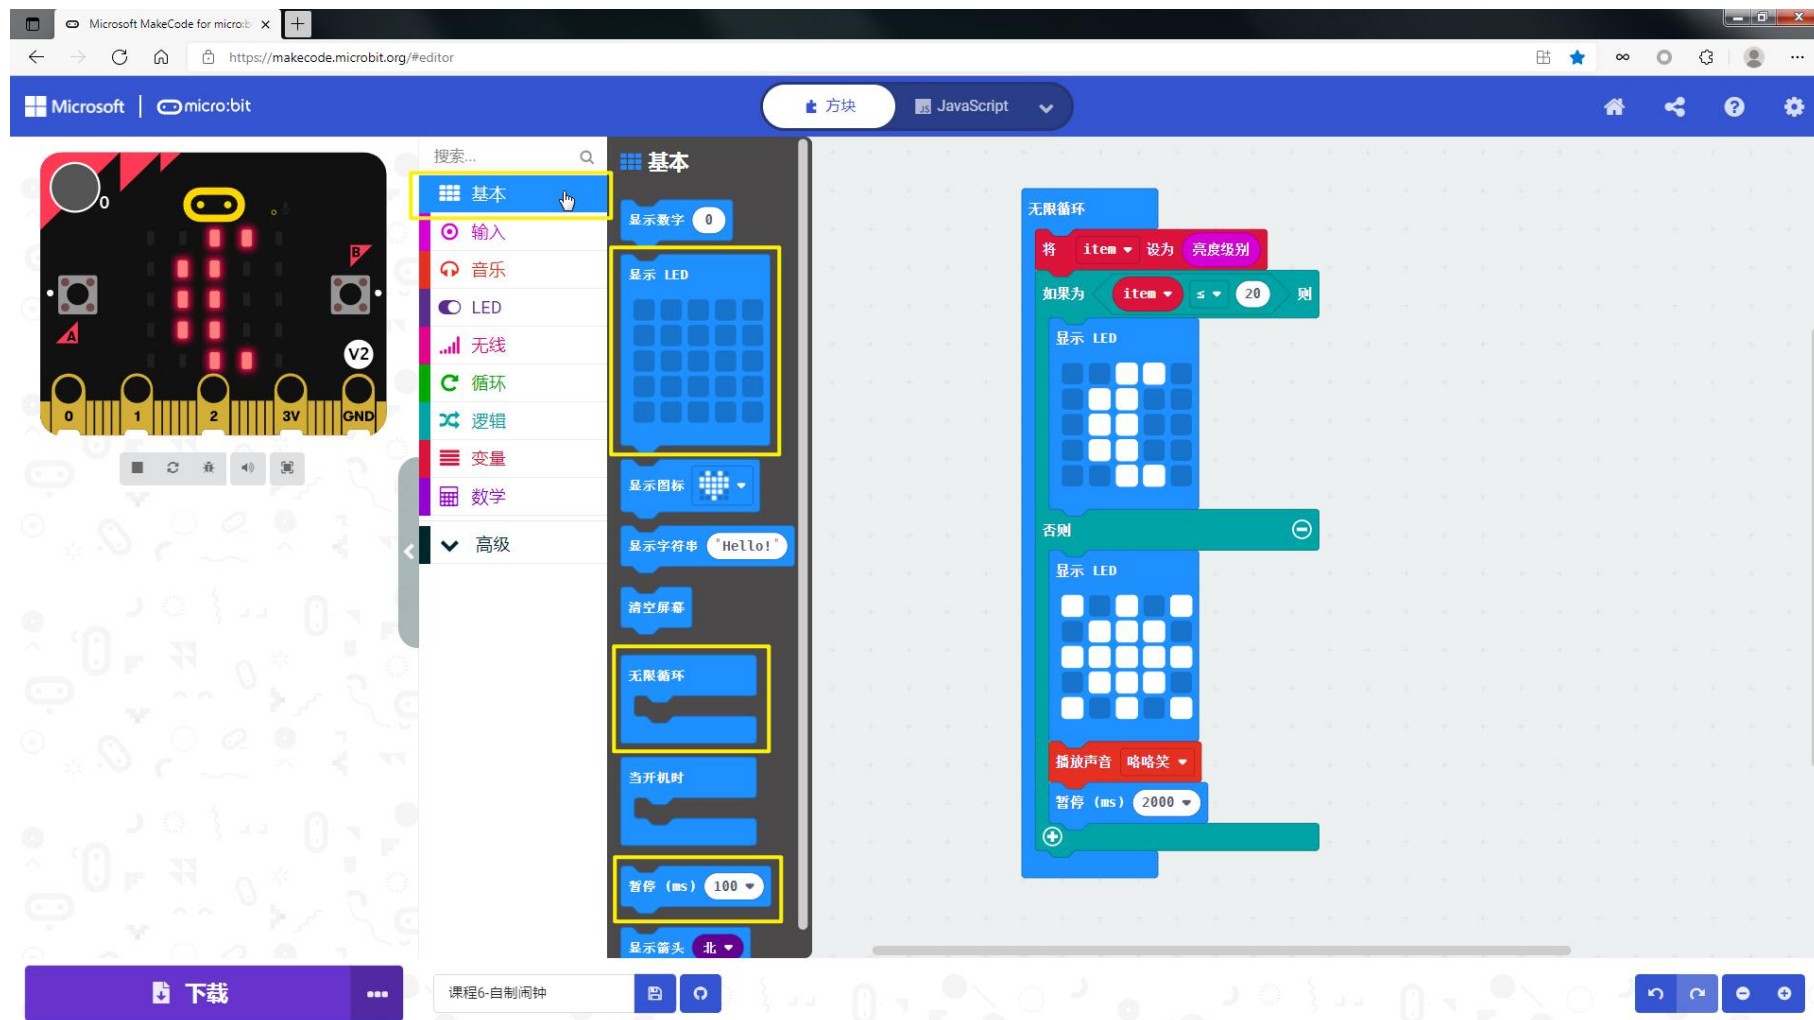 Microsoft MakeCode for micro:b
https://makecode.microbit.org/#editor
Microsoft
micro:bit
方块
JS JavaScript
0
B
A
V2
0
1
2
3V
GND
搜索...
基本
输入
音乐
LED
无线
循环
逻辑
变量
数学
高级
基本
显示数字 0
显示 LED
显示图标
显示字符串 "Hello!"
清空屏幕
无限循环
当开机时
暂停 (ms) 100
显示箭头 北
无限循环
将 item 设为 亮度级别
如果为 item ≤ 20 则
显示 LED
否则
显示 LED
播放声音 咯咯笑
暂停 (ms) 2000
下载
课程6-自制闹钟